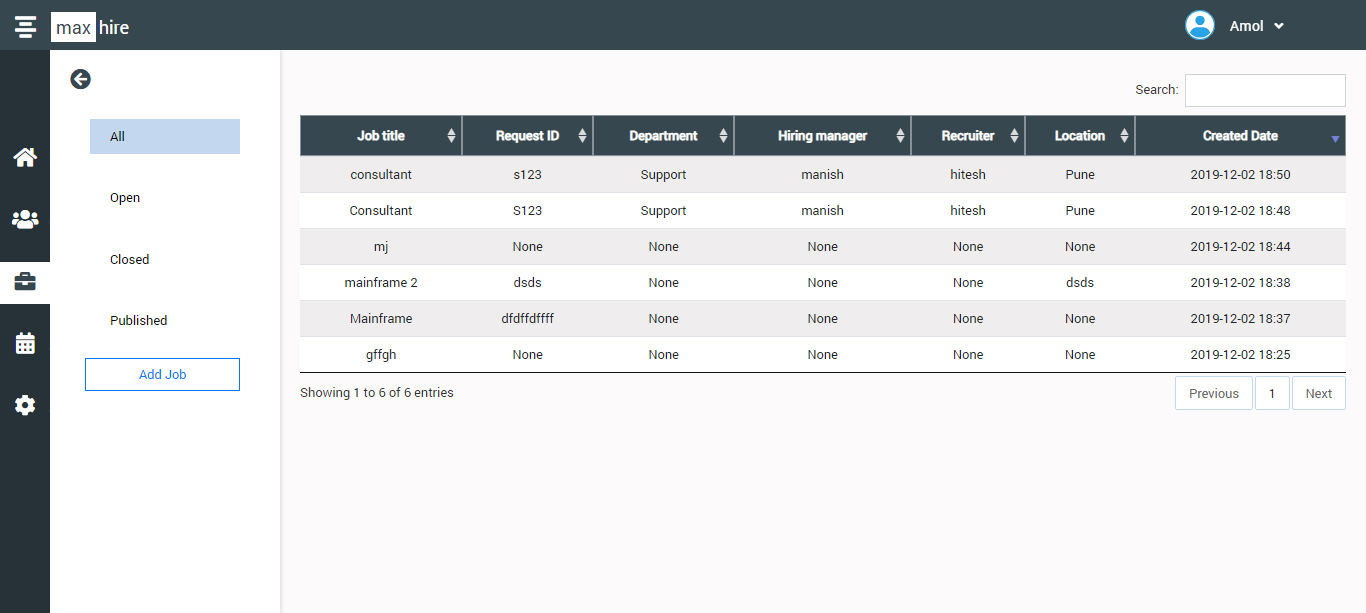 max hire
Amol
Search:
All
Open
Closed
Published
Add Job
Job title Request ID Department Hiring manager Recruiter Location Created Date
consultant s123 Support manish hitesh Pune 2019-12-02 18:50
Consultant S123 Support manish hitesh Pune 2019-12-02 18:48
mj None None None None None 2019-12-02 18:44
mainframe 2 dsds None None None dsds 2019-12-02 18:38
Mainframe dfdffdffff None None None None 2019-12-02 18:37
gffgh None None None None None 2019-12-02 18:25
Showing 1 to 6 of 6 entries
Previous 1 Next